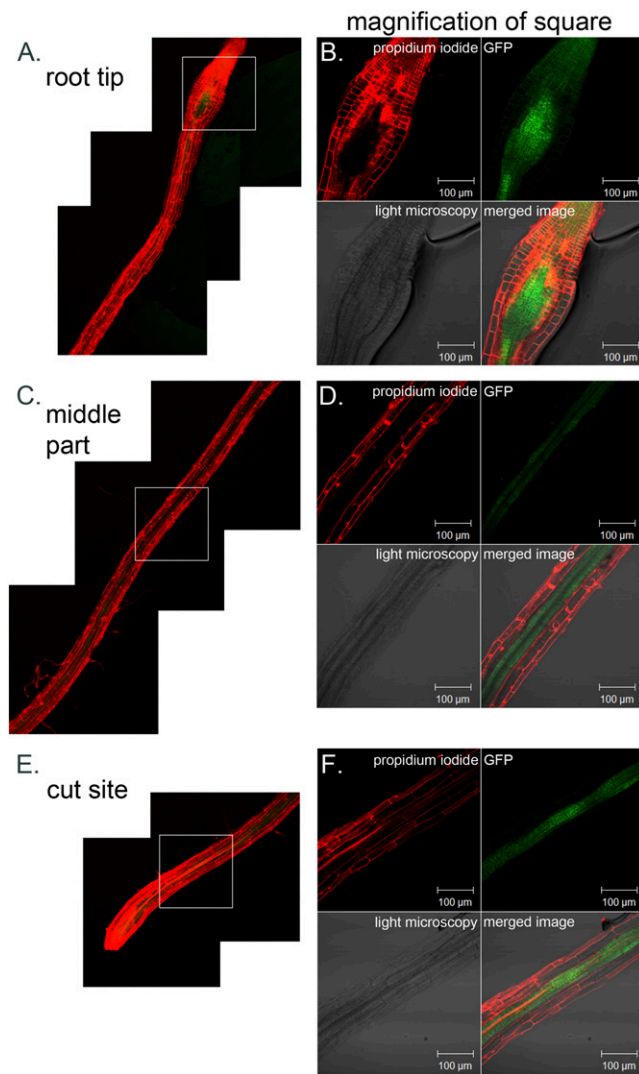 magnification of square
A.
root tip
B.
propidium iodide
GFP
100 µm
100 µm
light microscopy
merged image
100 µm
100 µm
C.
middle
part
D.
propidium iodide
GFP
100 µm
100 µm
light microscopy
merged image
100 µm
100 µm
E.
cut site
F.
propidium iodide
GFP
100 µm
100 µm
light microscopy
merged image
100 µm
100 µm